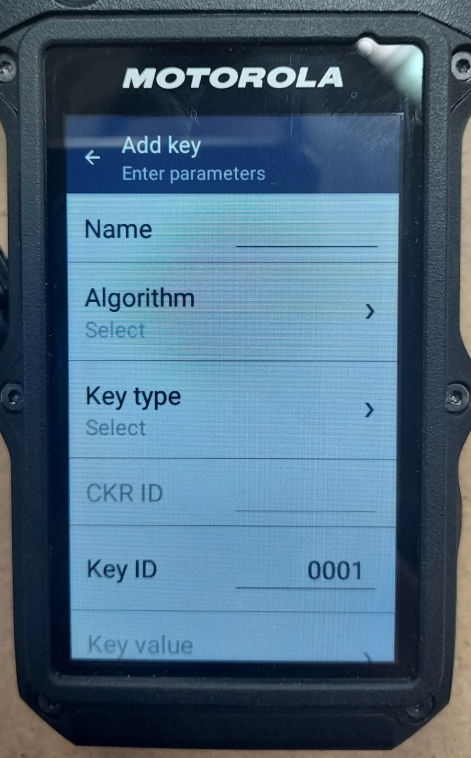 MOTOROLA
Add key
Enter parameters
Name
Algorithm
Select
Key type
Select
CKR ID
Key ID 0001
Key value